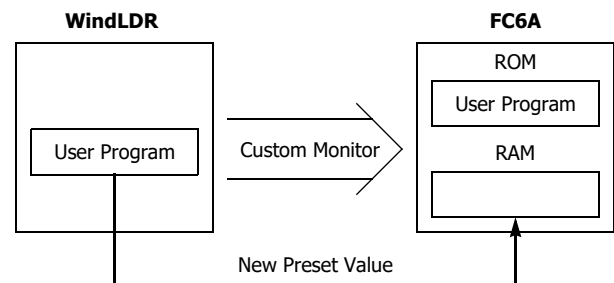 WindLDR
FC6A
ROM
User Program
User Program
Custom Monitor
RAM
New Preset Value